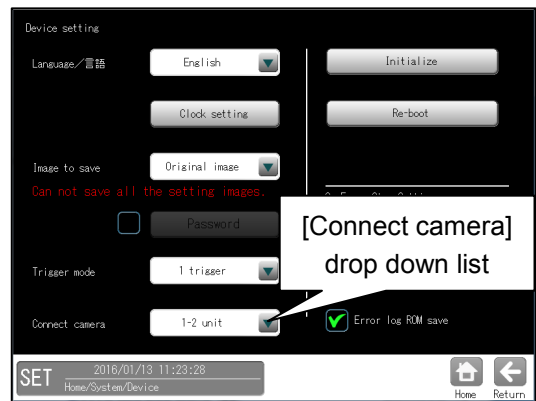 Device setting
Language／言語
English
Initialize
Clock setting
Re-boot
Image to save
Original image
Can not save all the setting images.
Password
[Connect camera]
drop down list
Trigger mode
1 trigger
Connect camera
1-2 unit
Error log ROM save
SET
2016/01/13 11:23:28
Home/System/Device
Home
Return